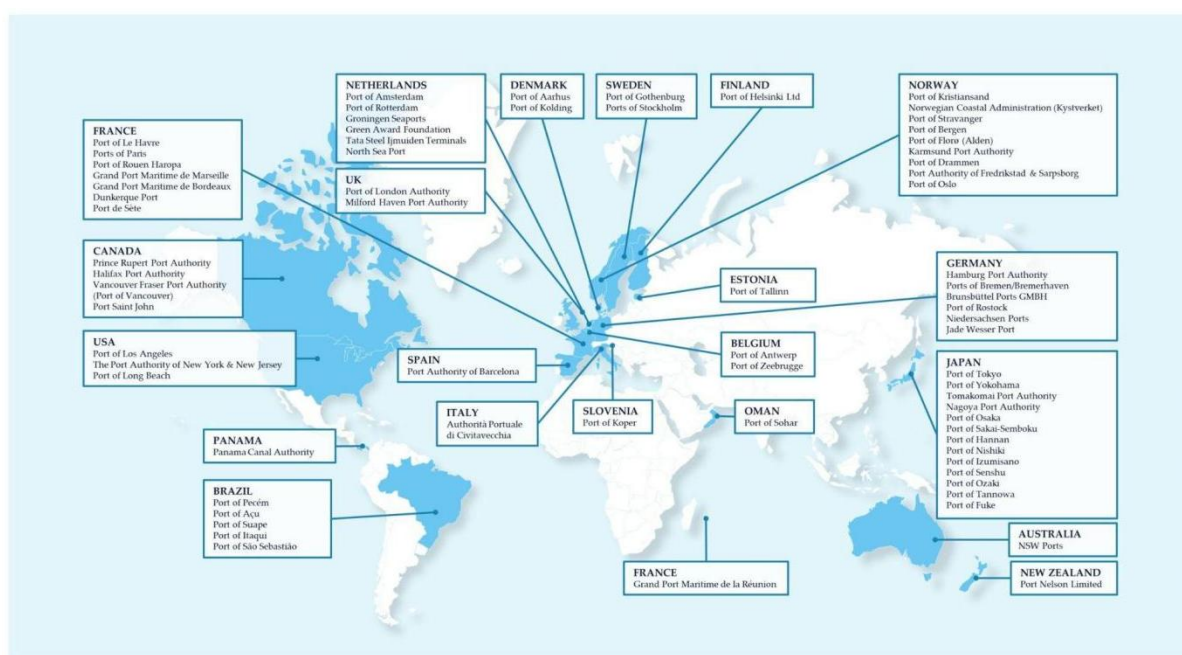 NETHERLANDS
Port of Amsterdam
Port of Rotterdam
Groningen Seaports
Green Award Foundation
Tata Steel Ijmuiden Terminals
North Sea Port
DENMARK
Port of Aarhus
Port of Kolding
SWEDEN
Port of Gothenburg
Ports of Stockholm
FINLAND
Port of Helsinki Ltd
NORWAY
Port of Kristiansand
Norwegian Coastal Administration (Kystverket)
Port of Stravanger
Port of Bergen
Port of Florø (Alden)
Karmsund Port Authority
Port of Drammen
Port Authority of Fredrikstad & Sarpsborg
Port of Oslo
FRANCE
Port of Le Havre
Ports of Paris
Port of Rouen Haropa
Grand Port Maritime de Marseille
Grand Port Maritime de Bordeaux
Dunkerque Port
Port de Sète
UK
Port of London Authority
Milford Haven Port Authority
CANADA
Prince Rupert Port Authority
Halifax Port Authority
Vancouver Fraser Port Authority
(Port of Vancouver)
Port Saint John
ESTONIA
Port of Tallinn
GERMANY
Hamburg Port Authority
Ports of Bremen/Bremerhaven
Brunsbüttel Ports GMBH
Port of Rostock
Niedersachsen Ports
Jade Wesser Port
USA
Port of Los Angeles
The Port Authority of New York & New Jersey
Port of Long Beach
SPAIN
Port Authority of Barcelona
BELGIUM
Port of Antwerp
Port of Zeebrugge
JAPAN
Port of Tokyo
Port of Yokohama
Tomakomai Port Authority
Nagoya Port Authority
Port of Osaka
Port of Sakai-Semboku
Port of Hannan
Port of Nishiki
Port of Izumisano
Port of Senshu
Port of Ozaki
Port of Tannowa
Port of Fuke
ITALY
Authorità Portuale
di Civitavecchia
SLOVENIA
Port of Koper
OMAN
Port of Sohar
PANAMA
Panama Canal Authority
BRAZIL
Port of Pecém
Port of Açu
Port of Suape
Port of Itaqui
Port of São Sebastião
AUSTRALIA
NSW Ports
FRANCE
Grand Port Maritime de la Réunion
NEW ZEALAND
Port Nelson Limited